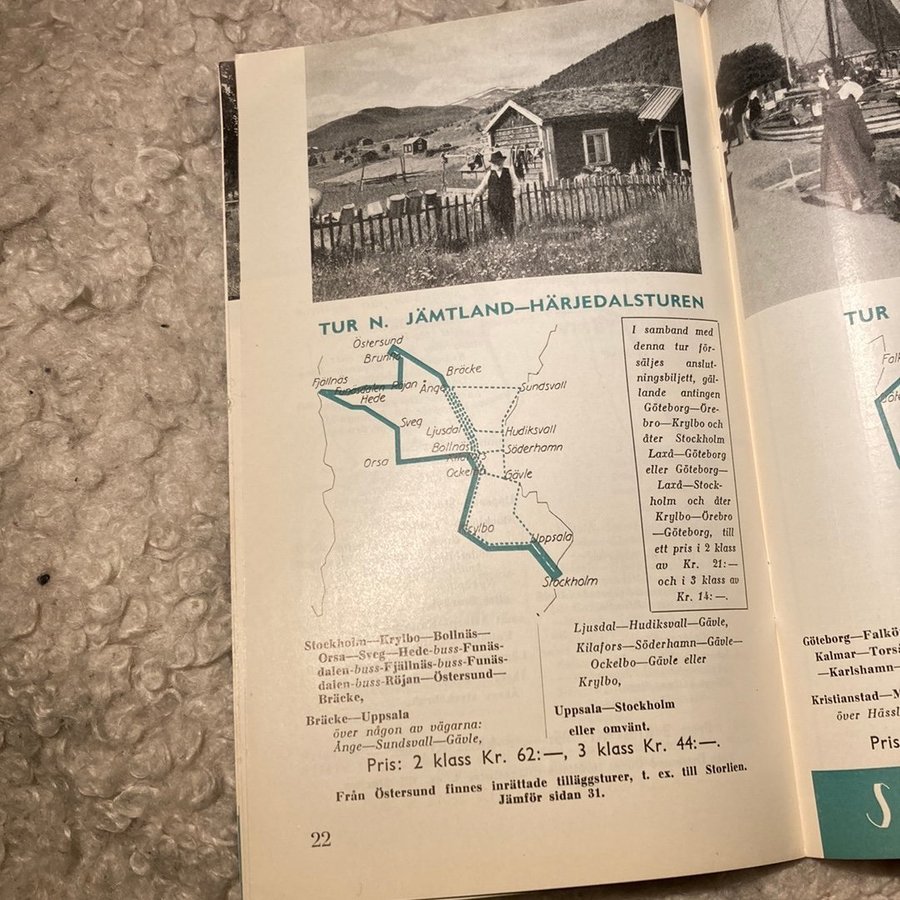 TUR N. JÄMTLAND—HÄRJEDALSTUREN
Östersund
Brunfl
Bräcke
Fjällnäs
Funäsdalen
Röjan
Ånge
Sundsvall
Hede
Sveg
Ljusdal
Hudiksvall
Bollnäs
Söderhamn
Orsa
Kilafors
Ockelbo
Gävle
Krylbo
Uppsala
Stockholm
I samband med
denna tur för-
säljes anslut-
ningsbiljett, gäl-
lande antingen
Göteborg—Öre-
bro—Krylbo och
åter Stockholm
Laxå—Göteborg
eller Göteborg—
Laxå—Stock-
holm och åter
Krylbo—Örebro
—Göteborg, till
ett pris i 2 klass
av Kr. 21:—
och i 3 klass av
Kr. 14:—.
Stockholm—Krylbo—Bollnäs—
Orsa—Sveg—Hede-buss-Funäs-
dalen-buss-Fjällnäs-buss-Funäs-
dalen-buss-Röjan—Östersund—
Bräcke,
Bräcke—Uppsala
över någon av vägarna:
Ånge—Sundsvall—Gävle,
Ljusdal—Hudiksvall—Gävle,
Kilafors—Söderhamn—Gävle—
Ockelbo—Gävle eller
Krylbo,
Uppsala—Stockholm
eller omvänt.
Pris: 2 klass Kr. 62:—, 3 klass Kr. 44:—.
Från Östersund finnes inrättade tilläggsturer, t. ex. till Storlien.
Jämför sidan 31.
22
TUR
Göteborg—Falkö
Kalmar—Torså
—Karlshamn—
Kristianstad—M
över Hässl
Pris
S